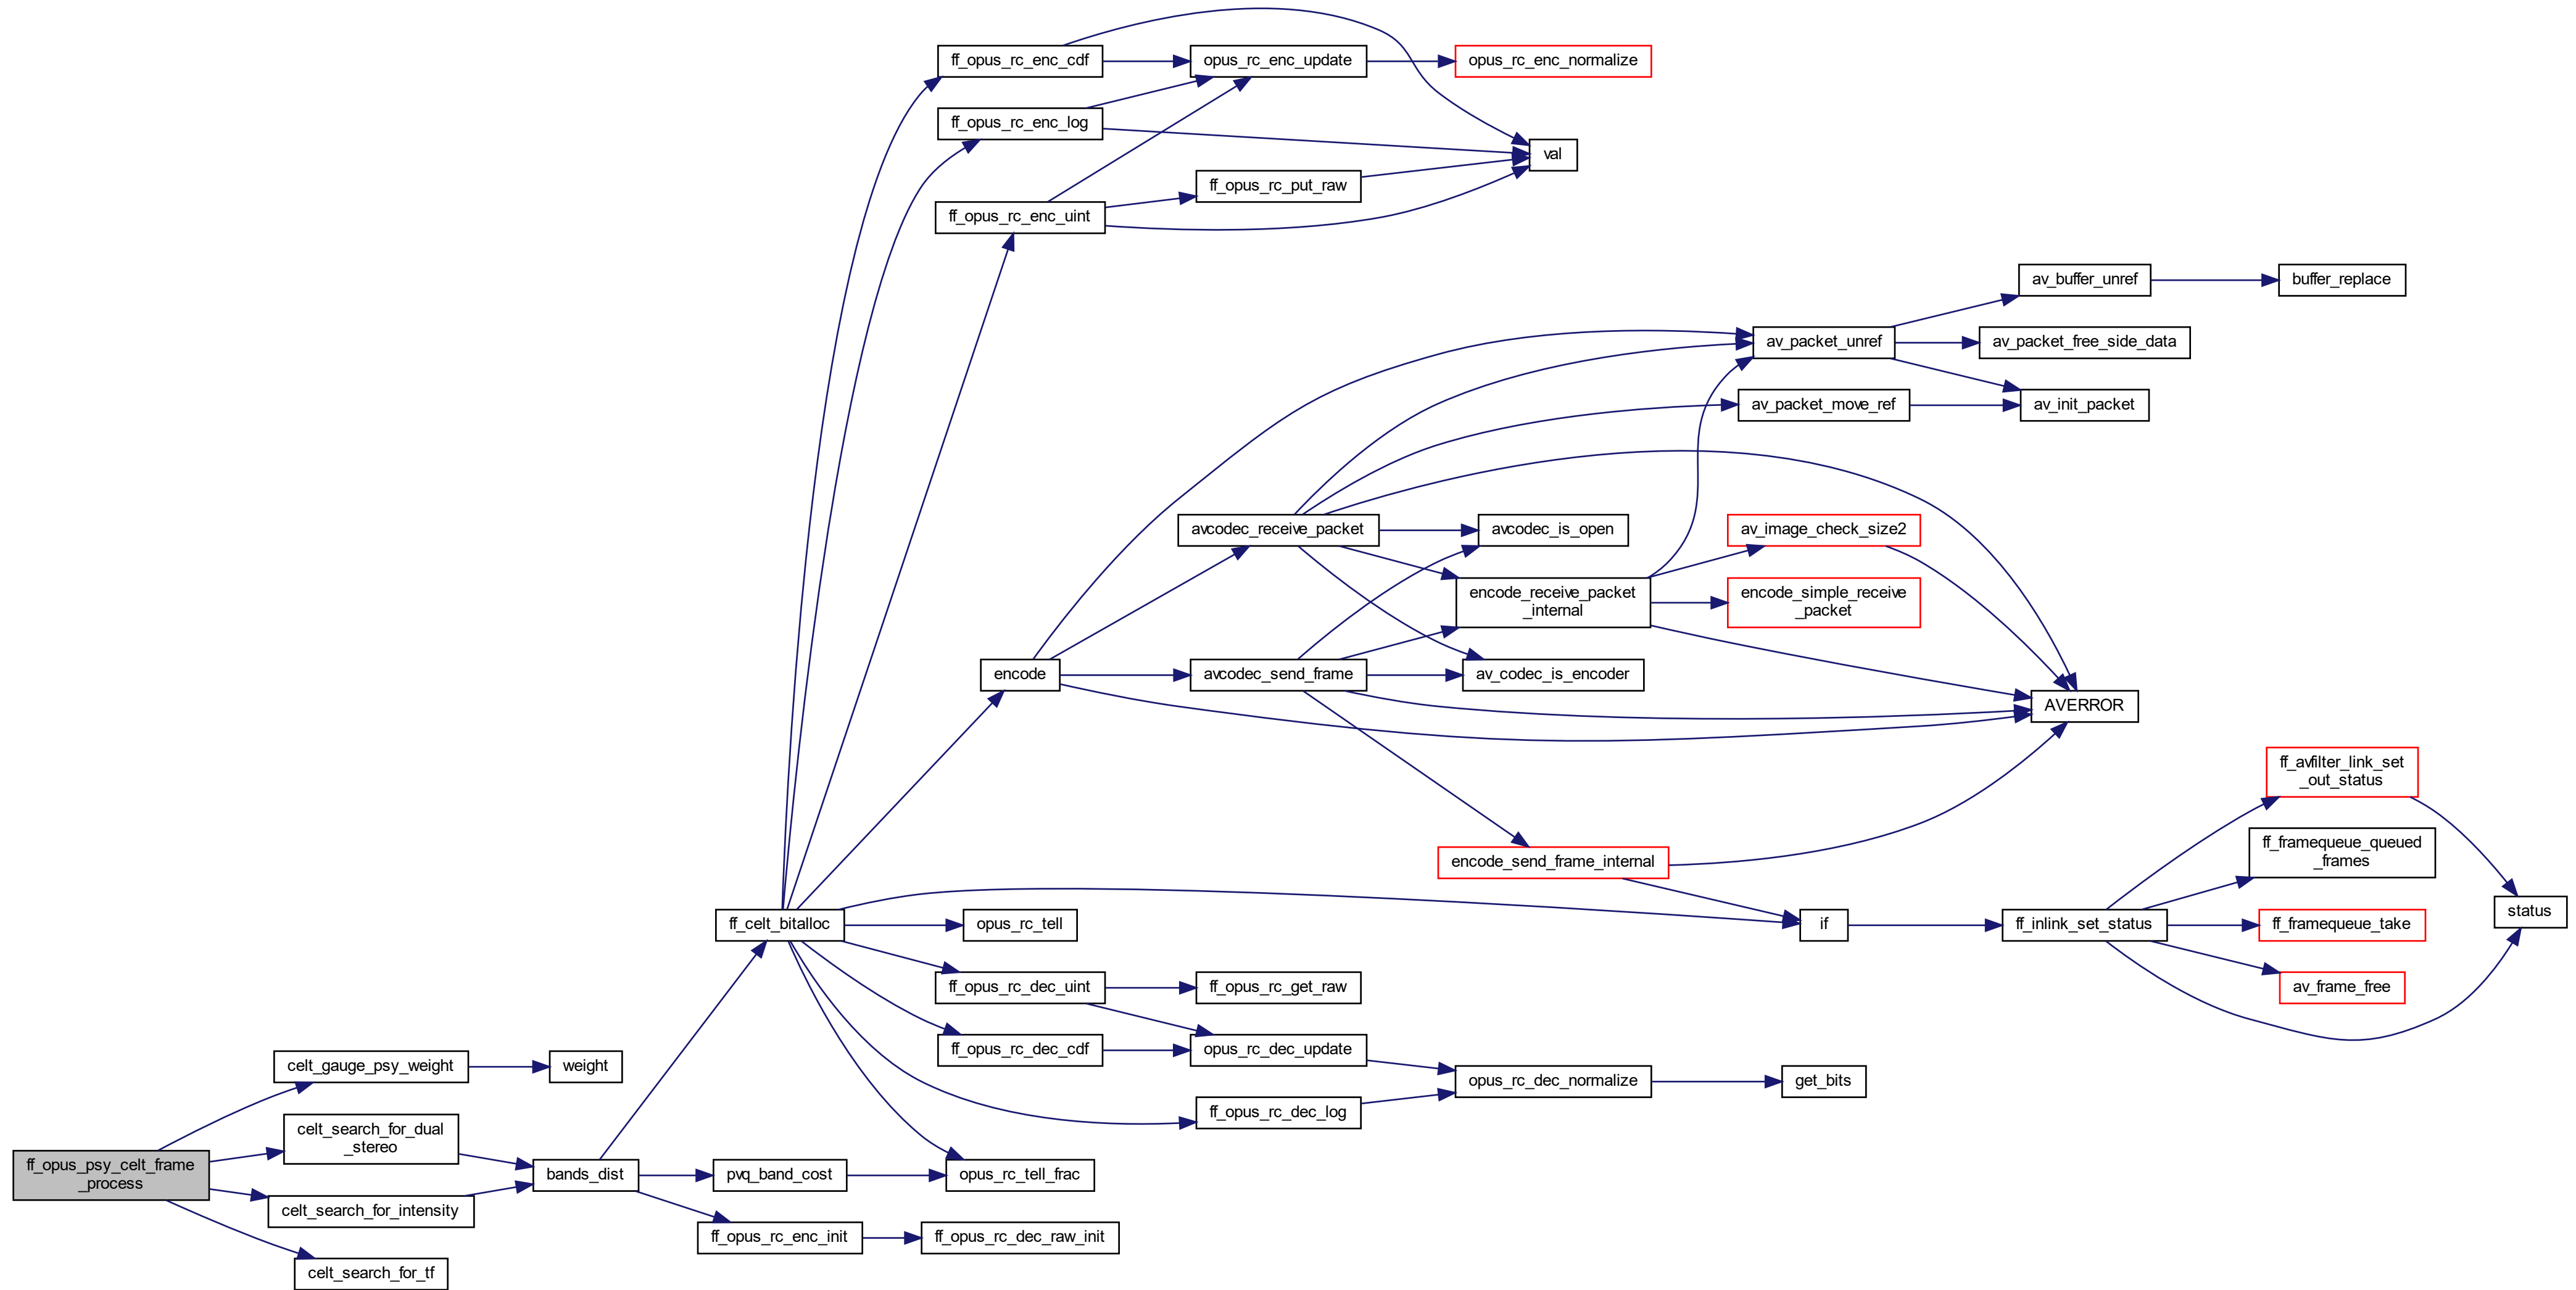 ff_opus_rc_enc_cdf
opus_rc_enc_update
opus_rc_enc_normalize
ff_opus_rc_enc_log
val
ff_opus_rc_put_raw
ff_opus_rc_enc_uint
av_buffer_unref
buffer_replace
av_packet_unref
av_packet_free_side_data
av_packet_move_ref
av_init_packet
avcodec_receive_packet
avcodec_is_open
av_image_check_size2
encode_receive_packet
_internal
encode_simple_receive
_packet
encode
avcodec_send_frame
av_codec_is_encoder
AVERROR
ff_avfilter_link_set
_out_status
encode_send_frame_internal
ff_framequeue_queued
_frames
status
ff_celt_bitalloc
opus_rc_tell
if
ff_inlink_set_status
ff_framequeue_take
ff_opus_rc_dec_uint
ff_opus_rc_get_raw
av_frame_free
ff_opus_rc_dec_cdf
opus_rc_dec_update
celt_gauge_psy_weight
weight
opus_rc_dec_normalize
get_bits
ff_opus_rc_dec_log
celt_search_for_dual
_stereo
ff_opus_psy_celt_frame
_process
bands_dist
pvq_band_cost
opus_rc_tell_frac
celt_search_for_intensity
ff_opus_rc_enc_init
ff_opus_rc_dec_raw_init
celt_search_for_tf